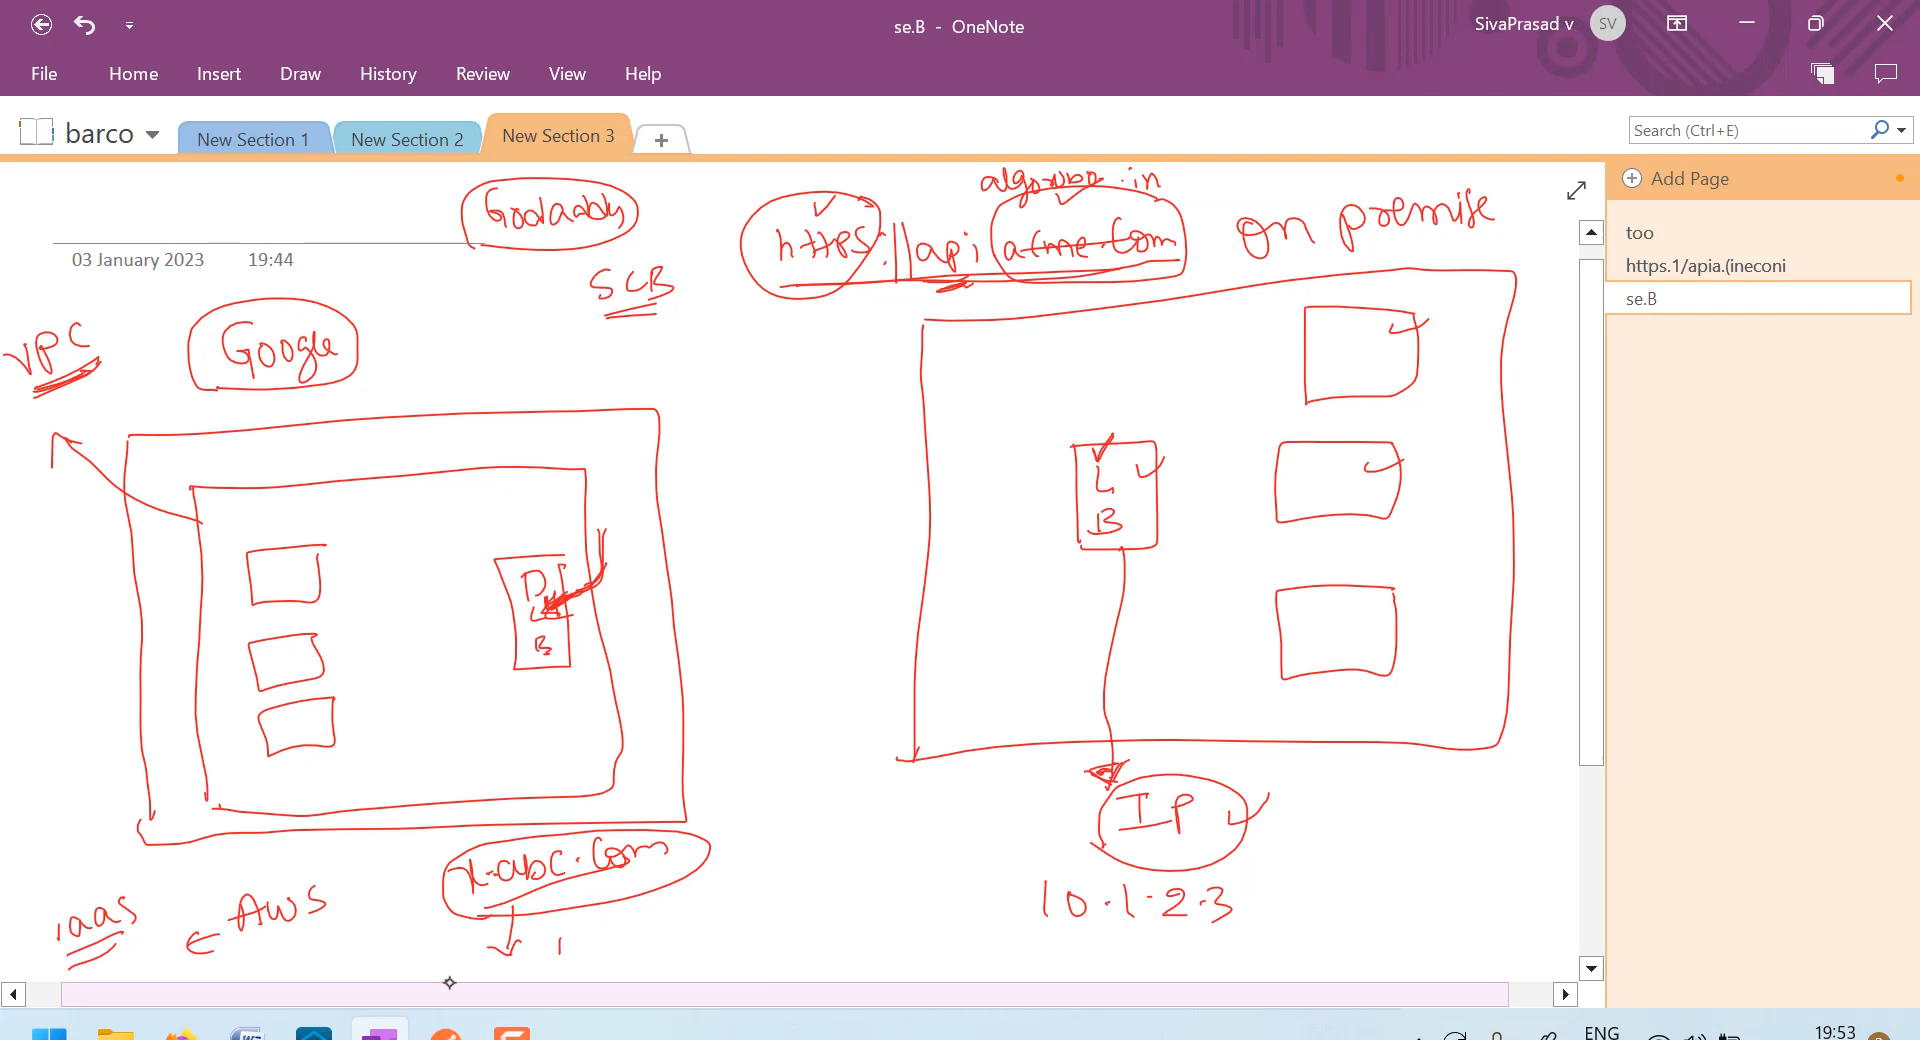 se.B - OneNote
SivaPrasad v
SV
File
Home
Insert
Draw
History
Review
View
Help
barco
New Section 1
New Section 2
New Section 3
+
Search (Ctrl+E)
Add Page
too
https.1/apia.(ineconi
se.B
03 January 2023
19:44
Godaddy
SCB
.in
https://api acme.com
on premise
VPC
Google
D
L
B
L
B
IP
10.1.2.3
x-abc.com
AWS
iaas
ENG
19:53